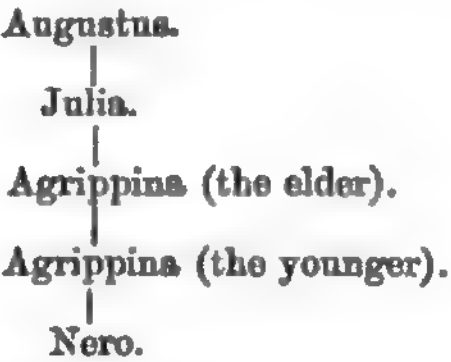 Augustus.
Julia.
Agrippina (the elder).
Agrippina (the younger).
Nero.